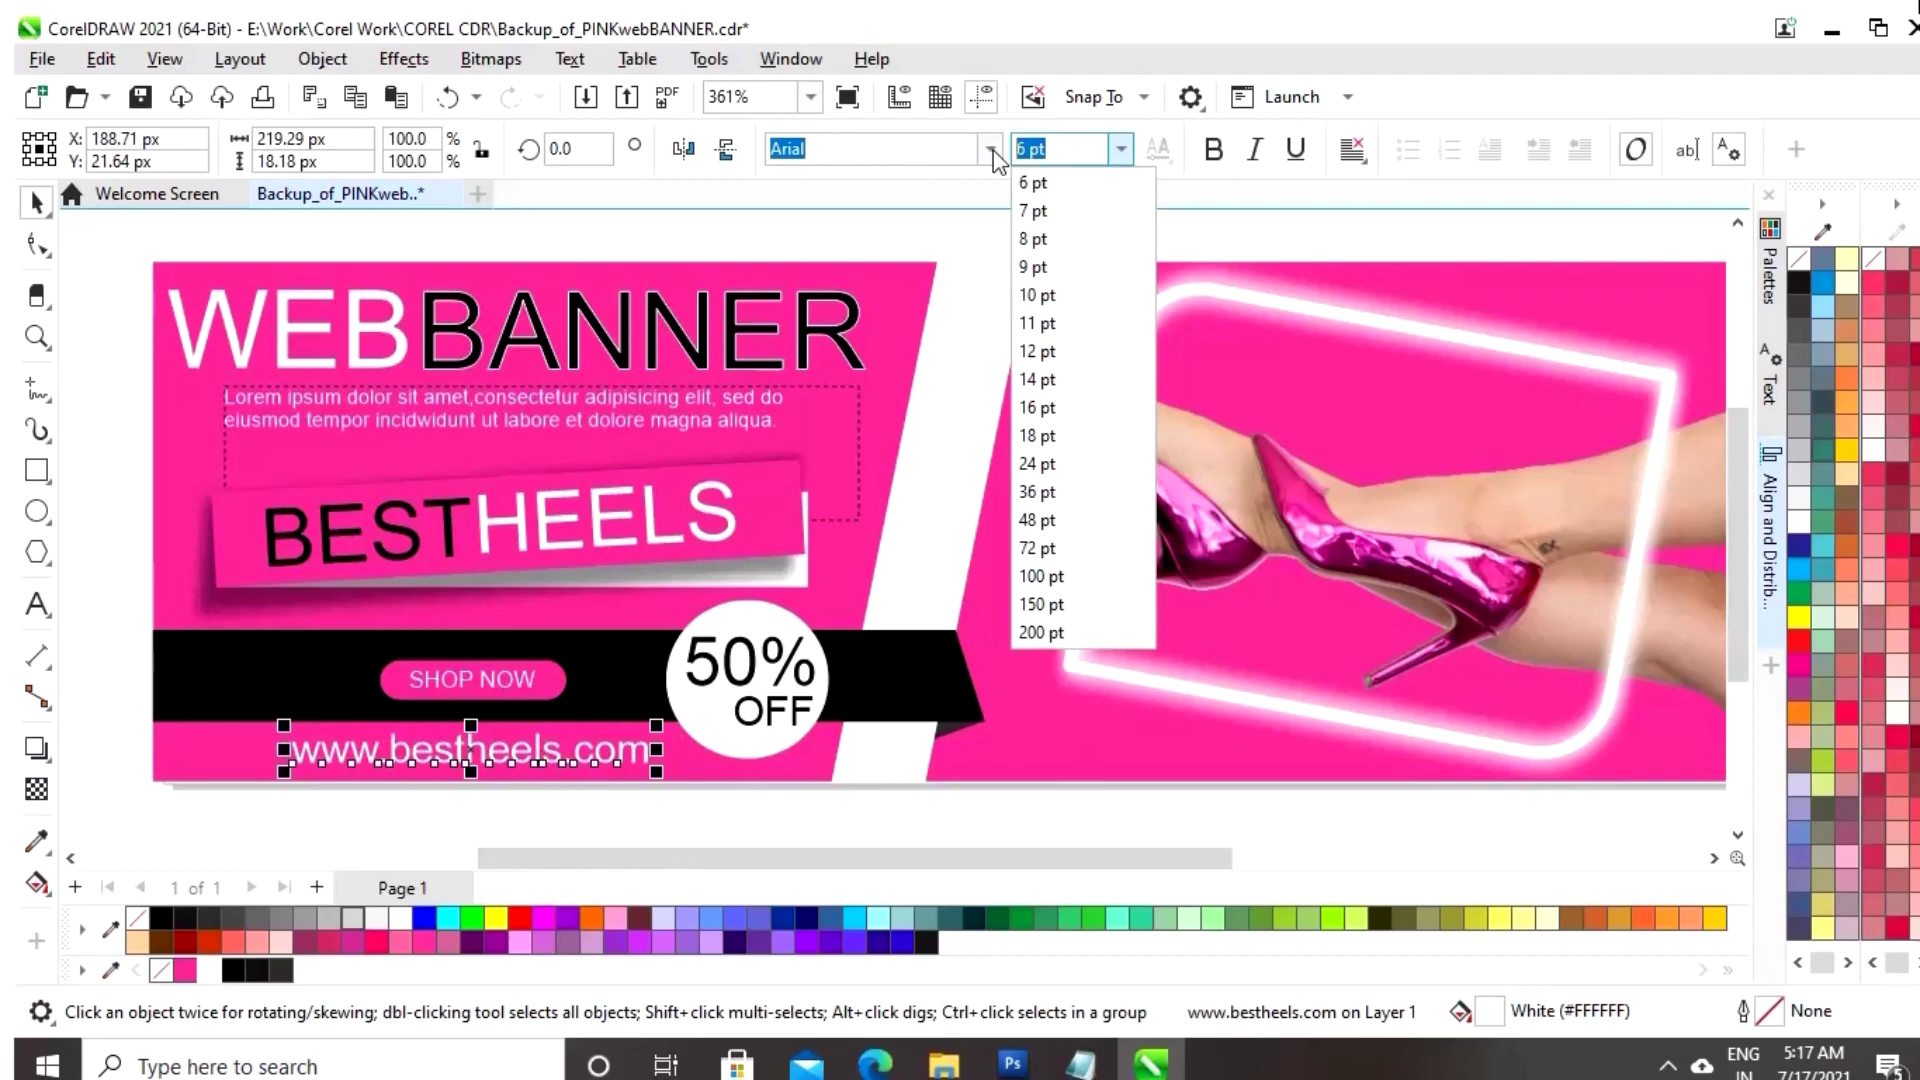 CorelDRAW 2021 (64-Bit) - E:\Work\Corel Work\COREL CDR\Backup_of_PINKwebBANNER.cdr*
File Edit View Layout Object Effects Bitmaps Text Table Tools Window Help
PDF 361% Snap To Launch
X: 188.71 px 219.29 px 100.0 %
Y: 21.64 px 18.18 px 100.0 %
0.0 Arial 6 pt B I U O ab
Welcome Screen Backup_of_PINKweb..*
6 pt
7 pt
8 pt
9 pt
10 pt
11 pt
12 pt
14 pt
16 pt
18 pt
24 pt
36 pt
48 pt
72 pt
100 pt
150 pt
200 pt
WEBBANNER
Lorem ipsum dolor sit amet,consectetur adipisicing elit, sed do
eiusmod tempor incidwidunt ut labore et dolore magna aliqua.
BESTHEELS
50%
OFF
SHOP NOW
www.bestheels.com
Palettes
Text
Align and Distrib...
1 of 1 Page 1
Click an object twice for rotating/skewing; dbl-clicking tool selects all objects; Shift+click multi-selects; Alt+click digs; Ctrl+click selects in a group www.bestheels.com on Layer 1 White (#FFFFFF) None
Type here to search Ps
ENG 5:17 AM
IN 7/17/2021 5